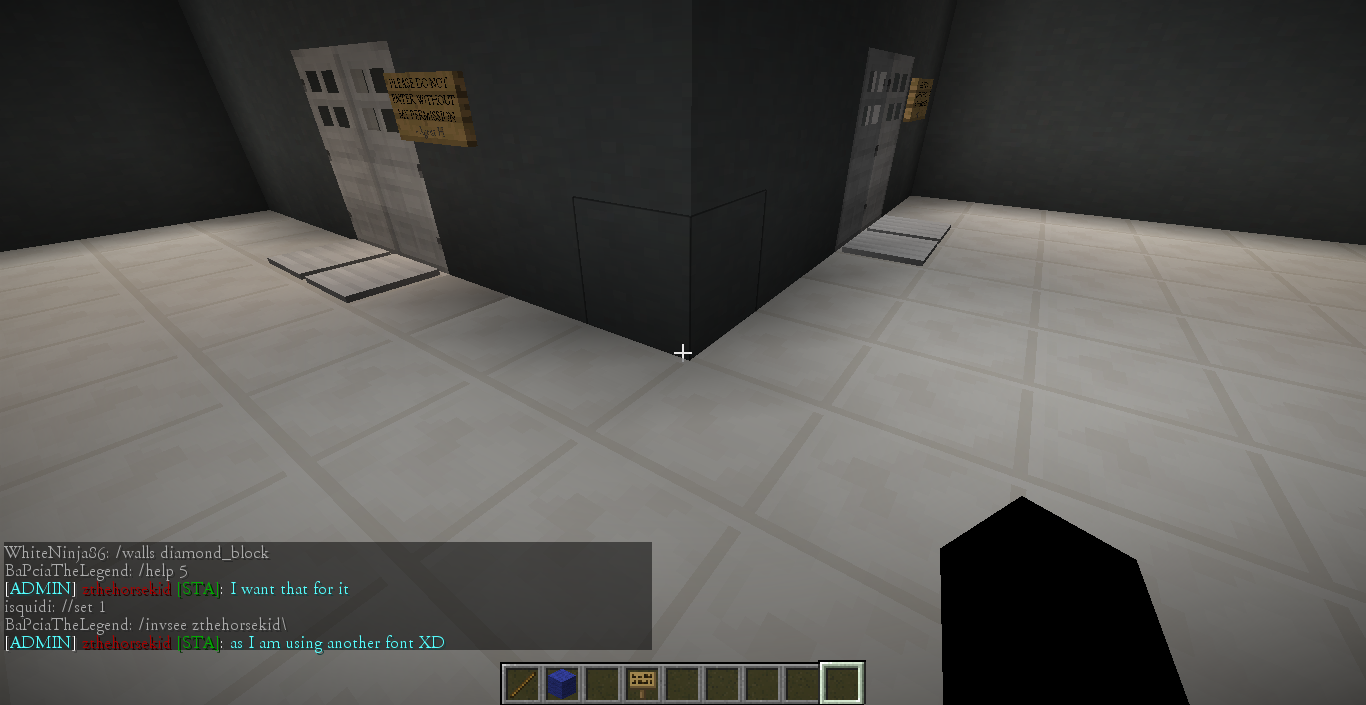 PLEASE DO NOT
ENTER WITHOUT
MY PERMISSION
WhiteNinja86: /walls diamond_block
BaPciaTheLegend: /help 5
[ADMIN] zthehorsekid [STA]: I want that for it
isquidi: //set 1
BaPciaTheLegend: /invsee zthehorsekid\
[ADMIN] zthehorsekid [STA]: as I am using another font XD